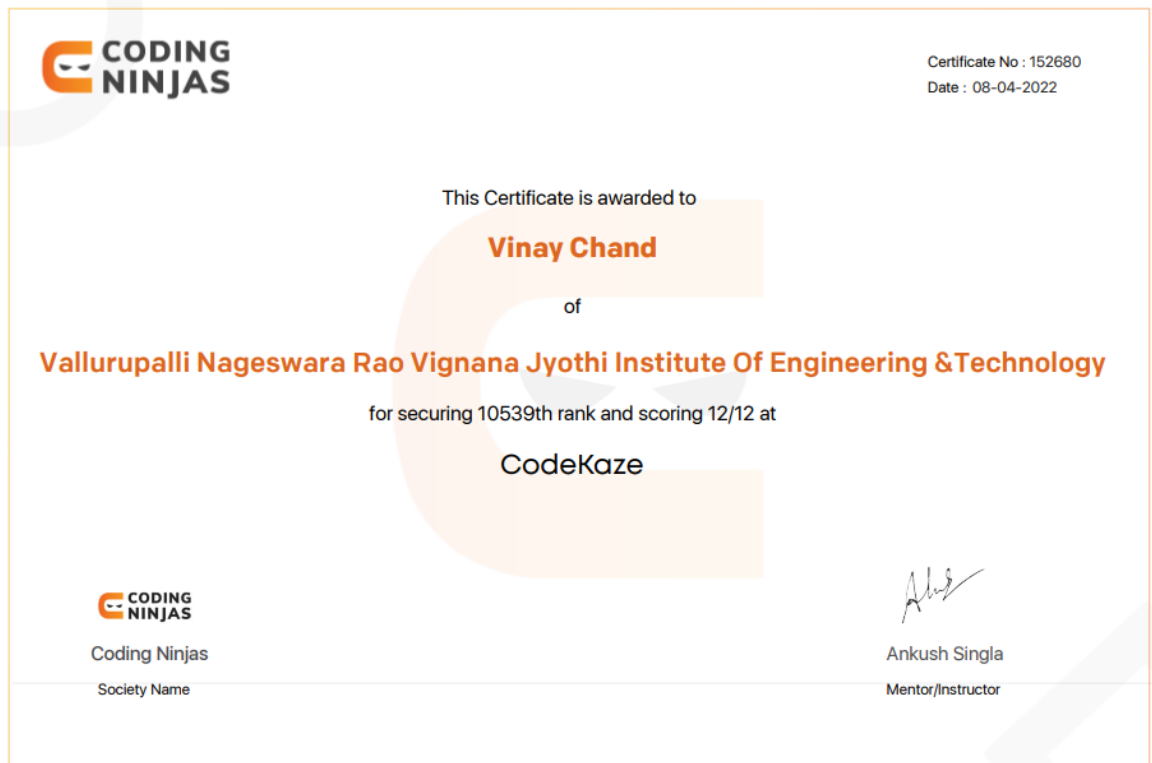 CODING
NINJAS
Certificate No : 152680
Date : 08-04-2022
This Certificate is awarded to
Vinay Chand
of
Vallurupalli Nageswara Rao Vignana Jyothi Institute Of Engineering &Technology
for securing 10539th rank and scoring 12/12 at
CodeKaze
CODING
NINJAS
Coding Ninjas
Society Name
Ankush Singla
Mentor/Instructor